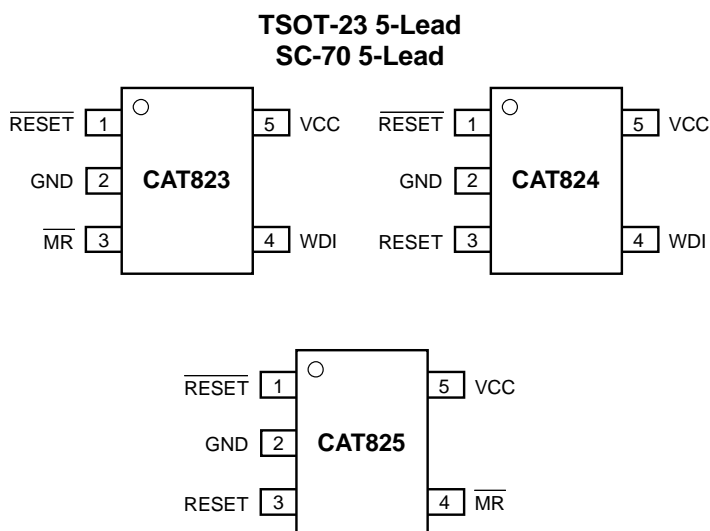 TSOT-23 5-Lead
SC-70 5-Lead
RESET 1 5 VCC
GND 2 CAT823
MR 3 4 WDI
RESET 1 5 VCC
GND 2 CAT824
RESET 3 4 WDI
RESET 1 5 VCC
GND 2 CAT825
RESET 3 4 MR